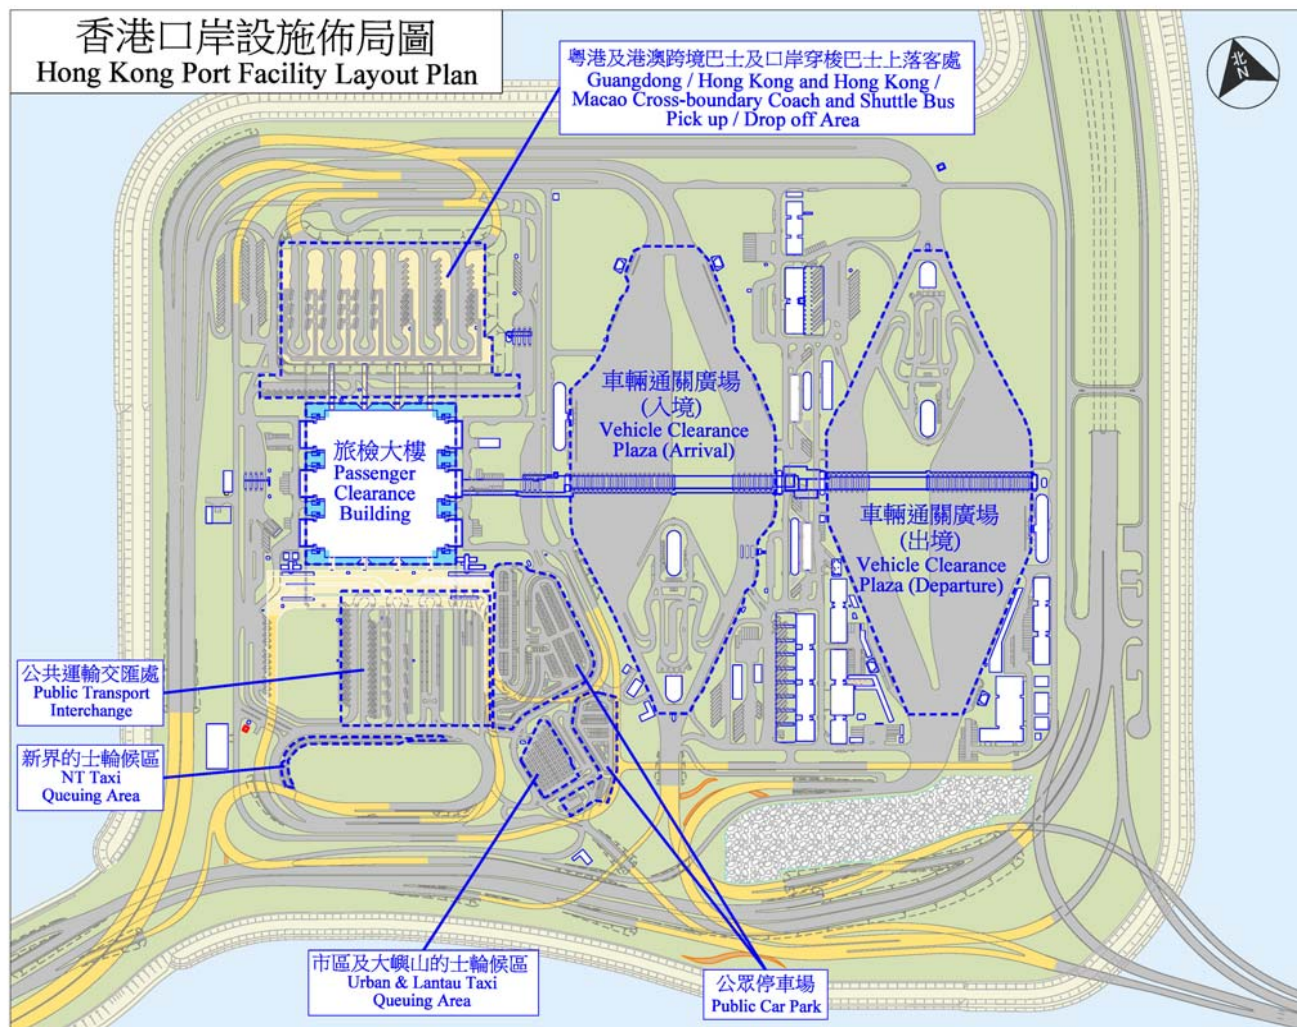 香港口岸設施佈局圖
Hong Kong Port Facility Layout Plan
粵港及港澳跨境巴士及口岸穿梭巴士上落客處
Guangdong / Hong Kong and Hong Kong /
Macao Cross-boundary Coach and Shuttle Bus
Pick up / Drop off Area
北
N
車輛通關廣場
(入境)
Vehicle Clearance
Plaza (Arrival)
旅檢大樓
Passenger
Clearance
Building
車輛通關廣場
(出境)
Vehicle Clearance
Plaza (Departure)
公共運輸交匯處
Public Transport
Interchange
新界的士輪候區
NT Taxi
Queuing Area
市區及大嶼山的士輪候區
Urban & Lantau Taxi
Queuing Area
公眾停車場
Public Car Park